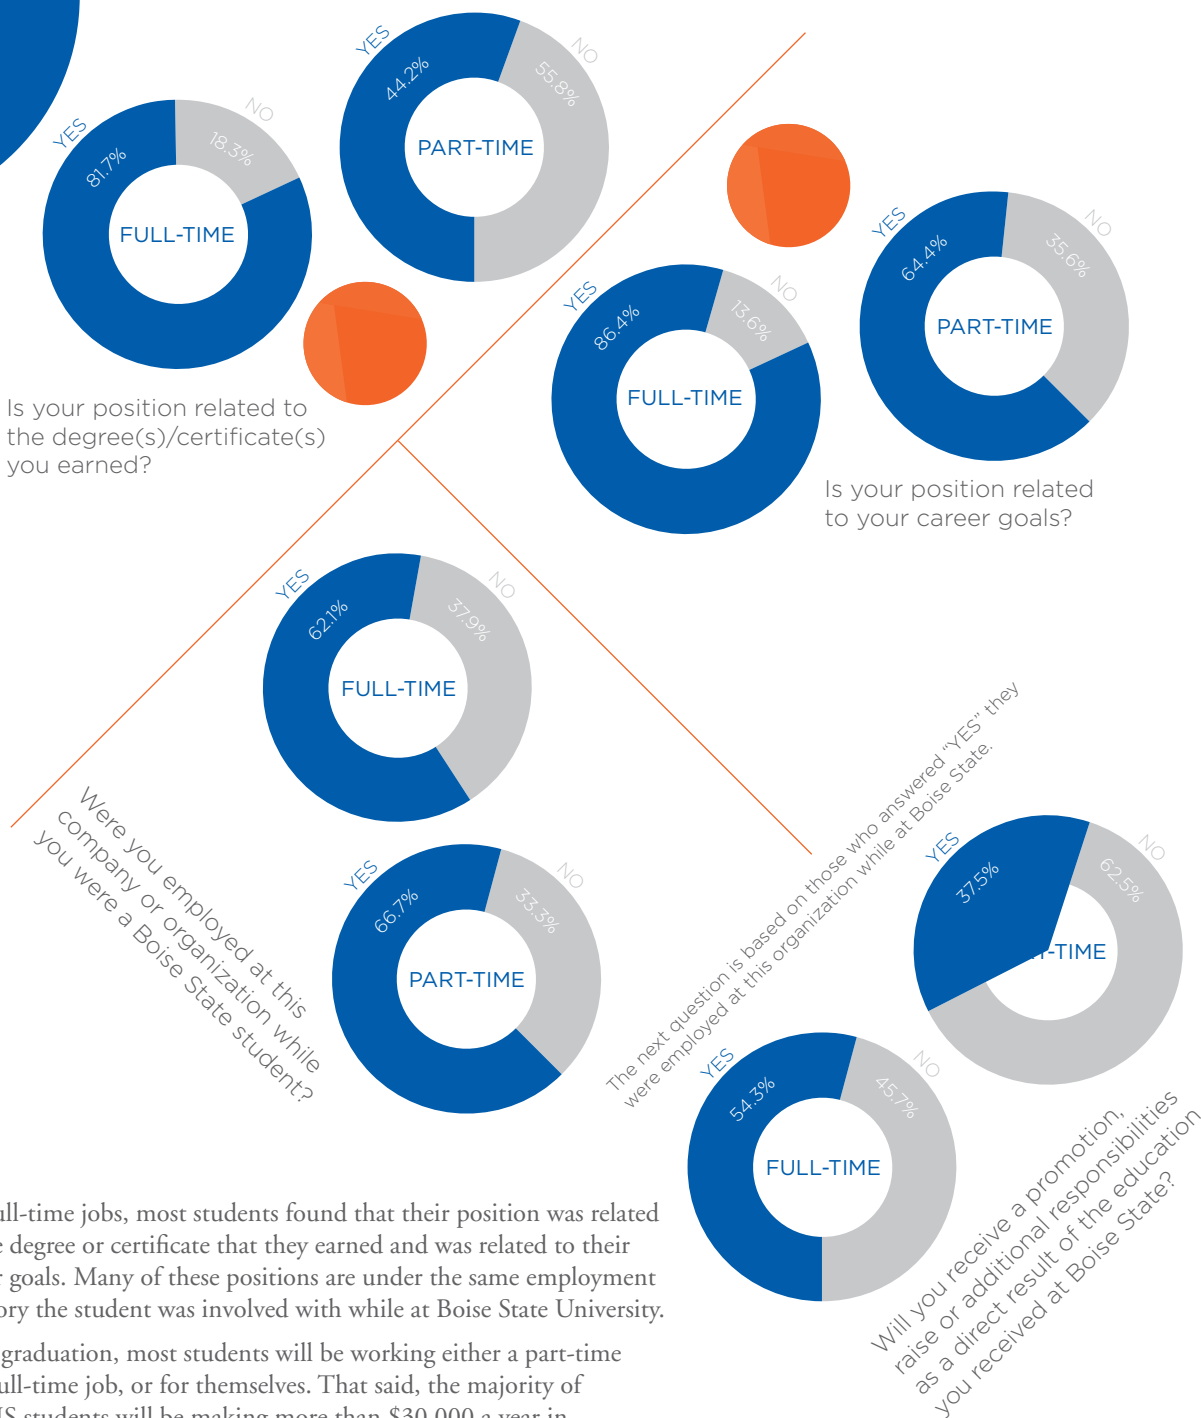 YES
44.2%
NO
55.8%
PART-TIME
YES
81.7%
NO
18.3%
FULL-TIME
Is your position related to
the degree(s)/certificate(s)
you earned?
YES
64.4%
NO
35.6%
PART-TIME
YES
86.4%
NO
13.6%
FULL-TIME
Is your position related
to your career goals?
YES
62.1%
NO
37.9%
FULL-TIME
YES
66.7%
NO
33.3%
PART-TIME
Were you employed at this
company or organization while
you were a Boise State student?
The next question is based on those who answered “YES” they
were employed at this organization while at Boise State.
YES
37.5%
NO
62.5%
-TIME
YES
54.3%
NO
45.7%
FULL-TIME
Will you receive a promotion,
raise or additional responsibilities
as a direct result of the education
you received at Boise State?
ull-time jobs, most students found that their position was related
e degree or certificate that they earned and was related to their
r goals. Many of these positions are under the same employment
ory the student was involved with while at Boise State University.
graduation, most students will be working either a part-time
ull-time job, or for themselves. That said, the majority of
students will be making more than $30,000 a year in